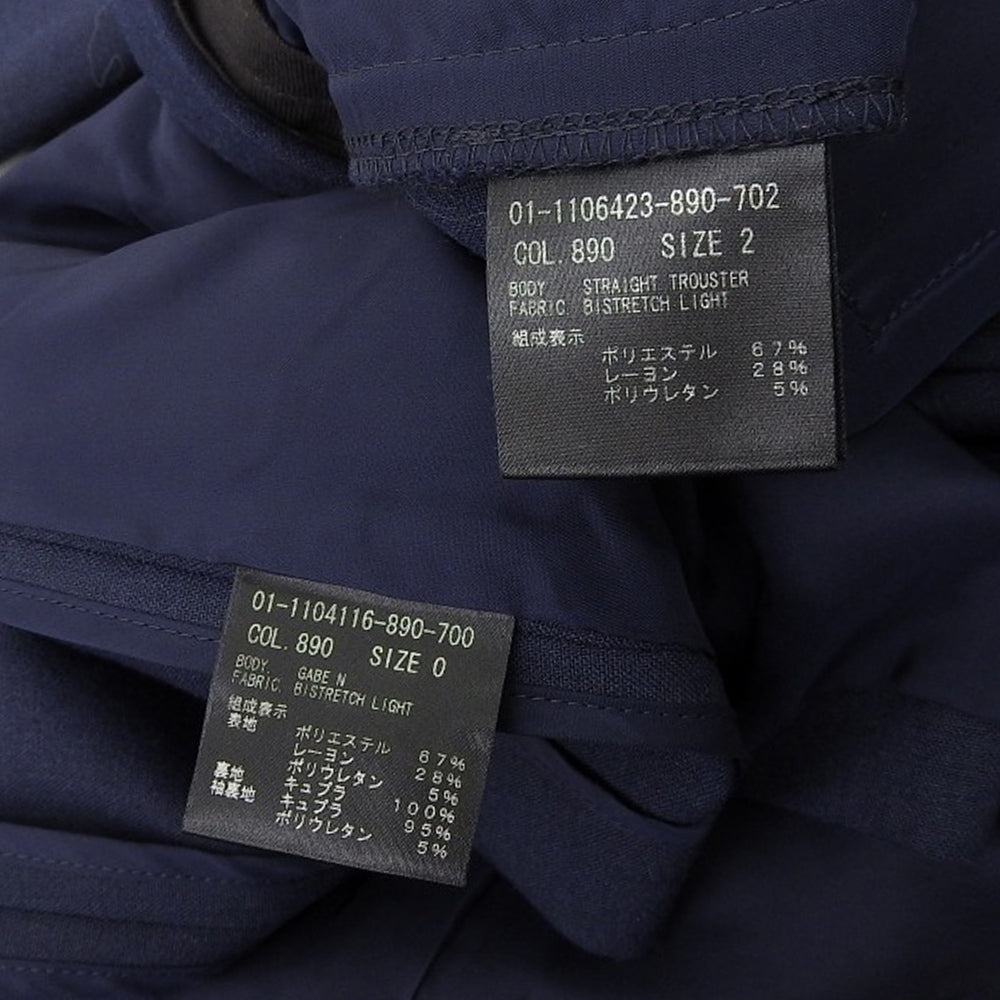 01-1106423-890-702
COL. 890 SIZE 2
BODY STRAIGHT TROUSTER
FABRIC BISTRETCH LIGHT
組成表示
ポリエステル 67%
レーヨン 28%
ポリウレタン 5%
01-1104116-890-700
COL. 890 SIZE 0
BODY. GABE N
FABRIC. BISTRETCH LIGHT
組成表示
表地 ポリエステル 67%
レーヨン 28%
ポリウレタン 5%
裏地 キュプラ 100%
袖裏地 キュプラ 95%
ポリウレタン 5%